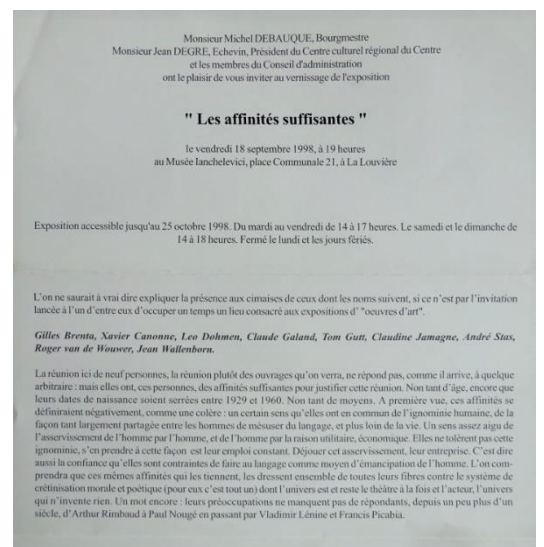 Monsieur Michel DEBAUQUE, Bourgmestre
Monsieur Jean DEGRE, Echevin, Président du Centre culturel régional du Centre
et les membres du Conseil d'administration
ont le plaisir de vous inviter au vernissage de l'exposition
" Les affinités suffisantes "
le vendredi 18 septembre 1998, à 19 heures
au Musée Ianchelevici, place Communale 21, à La Louvière
Exposition accessible jusqu'au 25 octobre 1998. Du mardi au vendredi de 14 à 17 heures. Le samedi et le dimanche de
14 à 18 heures. Fermé le lundi et les jours fériés.
L'on ne saurait à vrai dire expliquer la présence aux cimaises de ceux dont les noms suivent, si ce n'est par l'invitation
lancée à l'un d'entre eux d'occuper un temps un lieu consacré aux expositions d' "oeuvres d'art".
Gilles Brenta, Xavier Canonne, Leo Dohmen, Claude Galand, Tom Gutt, Claudine Jamagne, André Stas,
Roger van de Wouwer, Jean Wallenborn.
La réunion ici de neuf personnes, la réunion plutôt des ouvrages qu'on verra, ne répond pas, comme il arrive, à quelque
arbitraire : mais elles ont, ces personnes, des affinités suffisantes pour justifier cette réunion. Non tant d'âge, encore que
leurs dates de naissance soient serrées entre 1929 et 1960. Non tant de moyens. A première vue, ces affinités se
définiraient négativement, comme une colère : un certain sens qu'elles ont en commun de l'ignominie humaine, de la
façon tant largement partagée entre les hommes de mésuser du langage, et plus loin de la vie. Un sens assez aigu de
l'asservissement de l'homme par l'homme, et de l'homme par la raison utilitaire, économique. Elles ne tolèrent pas cette
ignominie, s'en prendre à cette façon est leur emploi constant. Déjouer cet asservissement, leur entreprise. C'est dire
aussi la confiance qu'elles sont contraintes de faire au langage comme moyen d'émancipation de l'homme. L'on com-
prendra que ces mêmes affinités qui les tiennent, les dressent ensemble de toutes leurs fibres contre le système de
crétinisation morale et poétique (pour eux c'est tout un) dont l'univers est et reste le théâtre à la fois et l'acteur, l'univers
qui n'invente rien. Un mot encore : leurs préoccupations ne manquent pas de répondants, depuis un peu plus d'un
siècle, d'Arthur Rimbaud à Paul Nougé en passant par Vladimir Lénine et Francis Picabia.